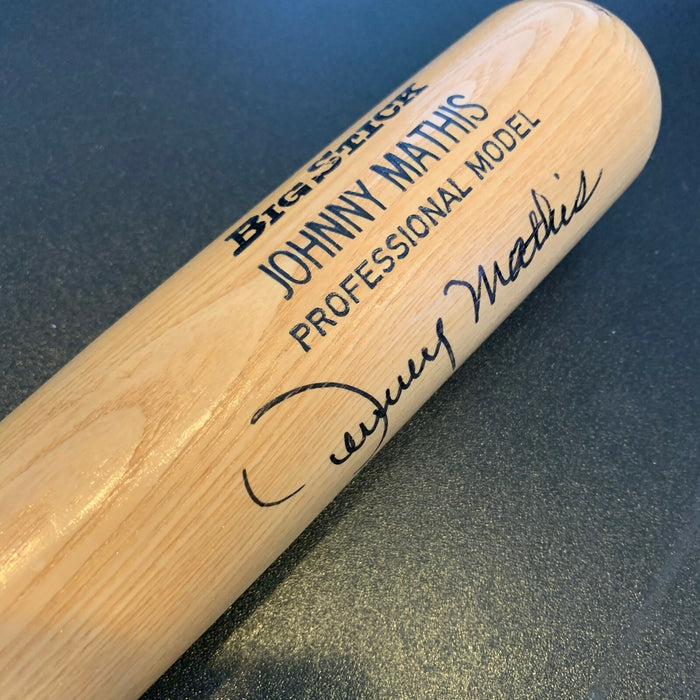 BIG STICK
JOHNNY MATHIS
PROFESSIONAL MODEL
Johnny Mathis